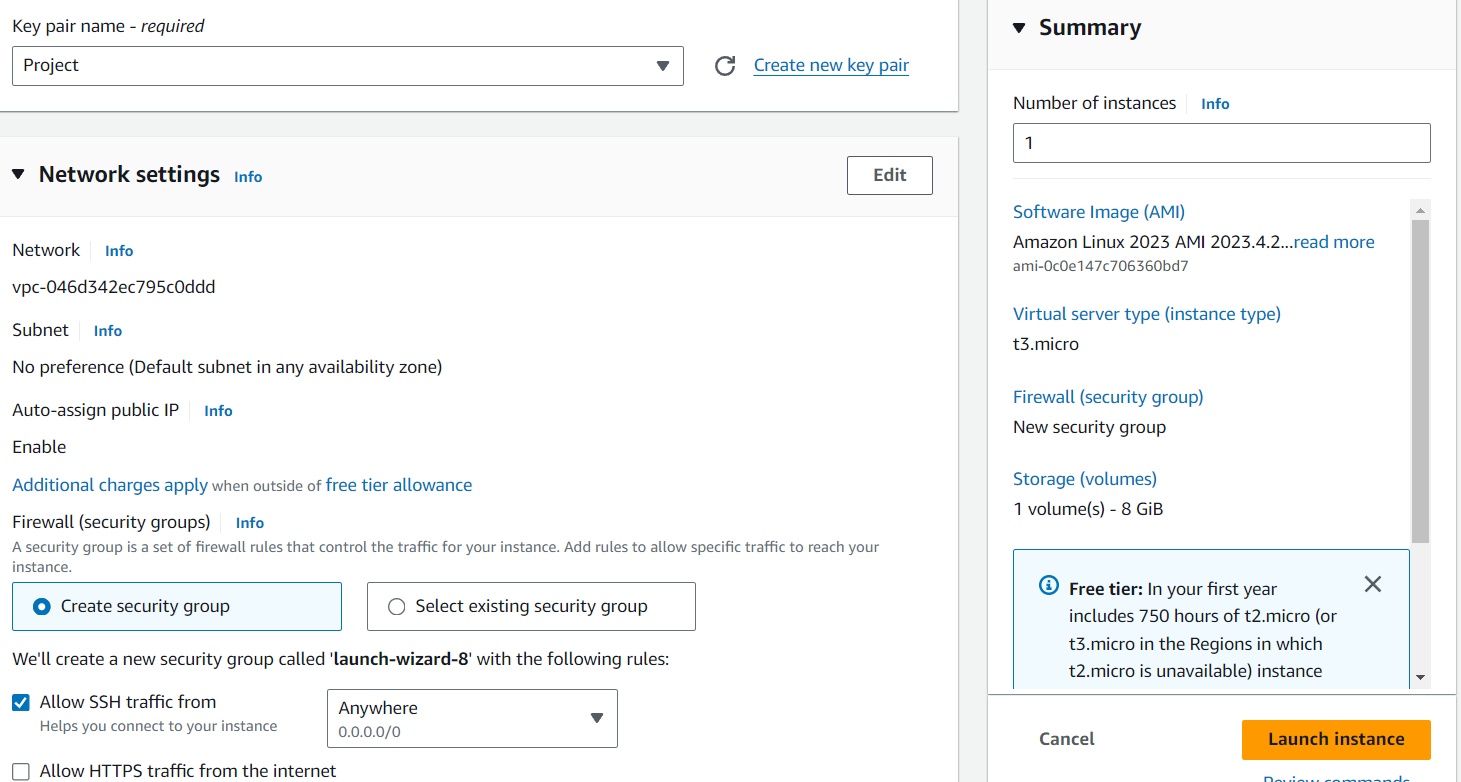 Key pair name - required
Project
Create new key pair
Network settings Info
Edit
Network Info
vpc-046d342ec795c0ddd
Subnet Info
No preference (Default subnet in any availability zone)
Auto-assign public IP Info
Enable
Additional charges apply when outside of free tier allowance
Firewall (security groups) Info
A security group is a set of firewall rules that control the traffic for your instance. Add rules to allow specific traffic to reach your
instance.
Create security group
Select existing security group
We'll create a new security group called 'launch-wizard-8' with the following rules:
Allow SSH traffic from
Helps you connect to your instance
Anywhere
0.0.0.0/0
Allow HTTPS traffic from the internet
Summary
Number of instances Info
1
Software Image (AMI)
Amazon Linux 2023 AMI 2023.4.2...read more
ami-0c0e147c706360bd7
Virtual server type (instance type)
t3.micro
Firewall (security group)
New security group
Storage (volumes)
1 volume(s) - 8 GiB
Free tier: In your first year
includes 750 hours of t2.micro (or
t3.micro in the Regions in which
t2.micro is unavailable) instance
Cancel
Launch instance
Review commands